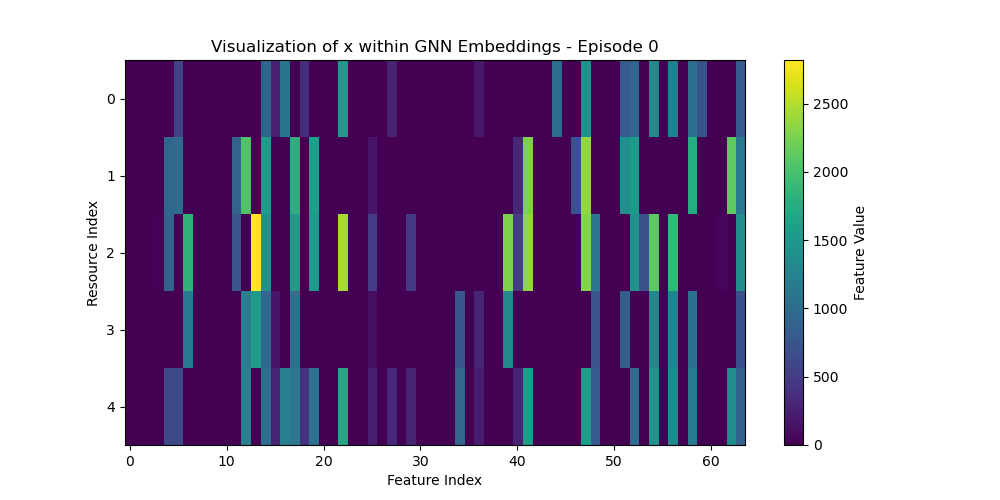 Visualization of x within GNN Embeddings - Episode 0
Resource Index
0
1
2
3
4
0 10 20 30 40 50 60
Feature Index
2500
2000
1500
1000
500
0
Feature Value